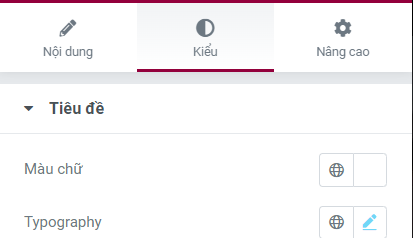 Nội dung
Kiểu
Nâng cao
Tiêu đề
Màu chữ
Typography